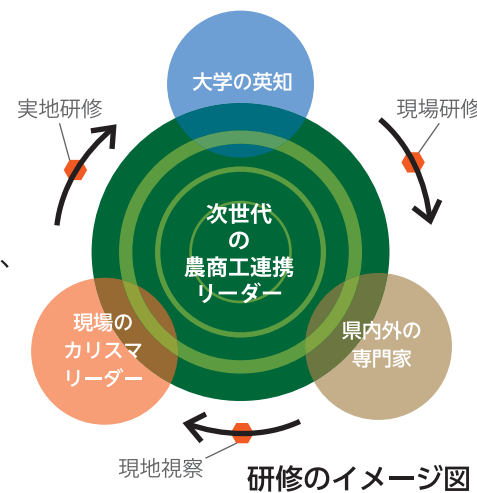 大学の英知
実地研修
現場研修
次世代
の
農商工連携
リーダー
、
現場の
カリスマ
リーダー
県内外の
専門家
現地視察
研修のイメージ図